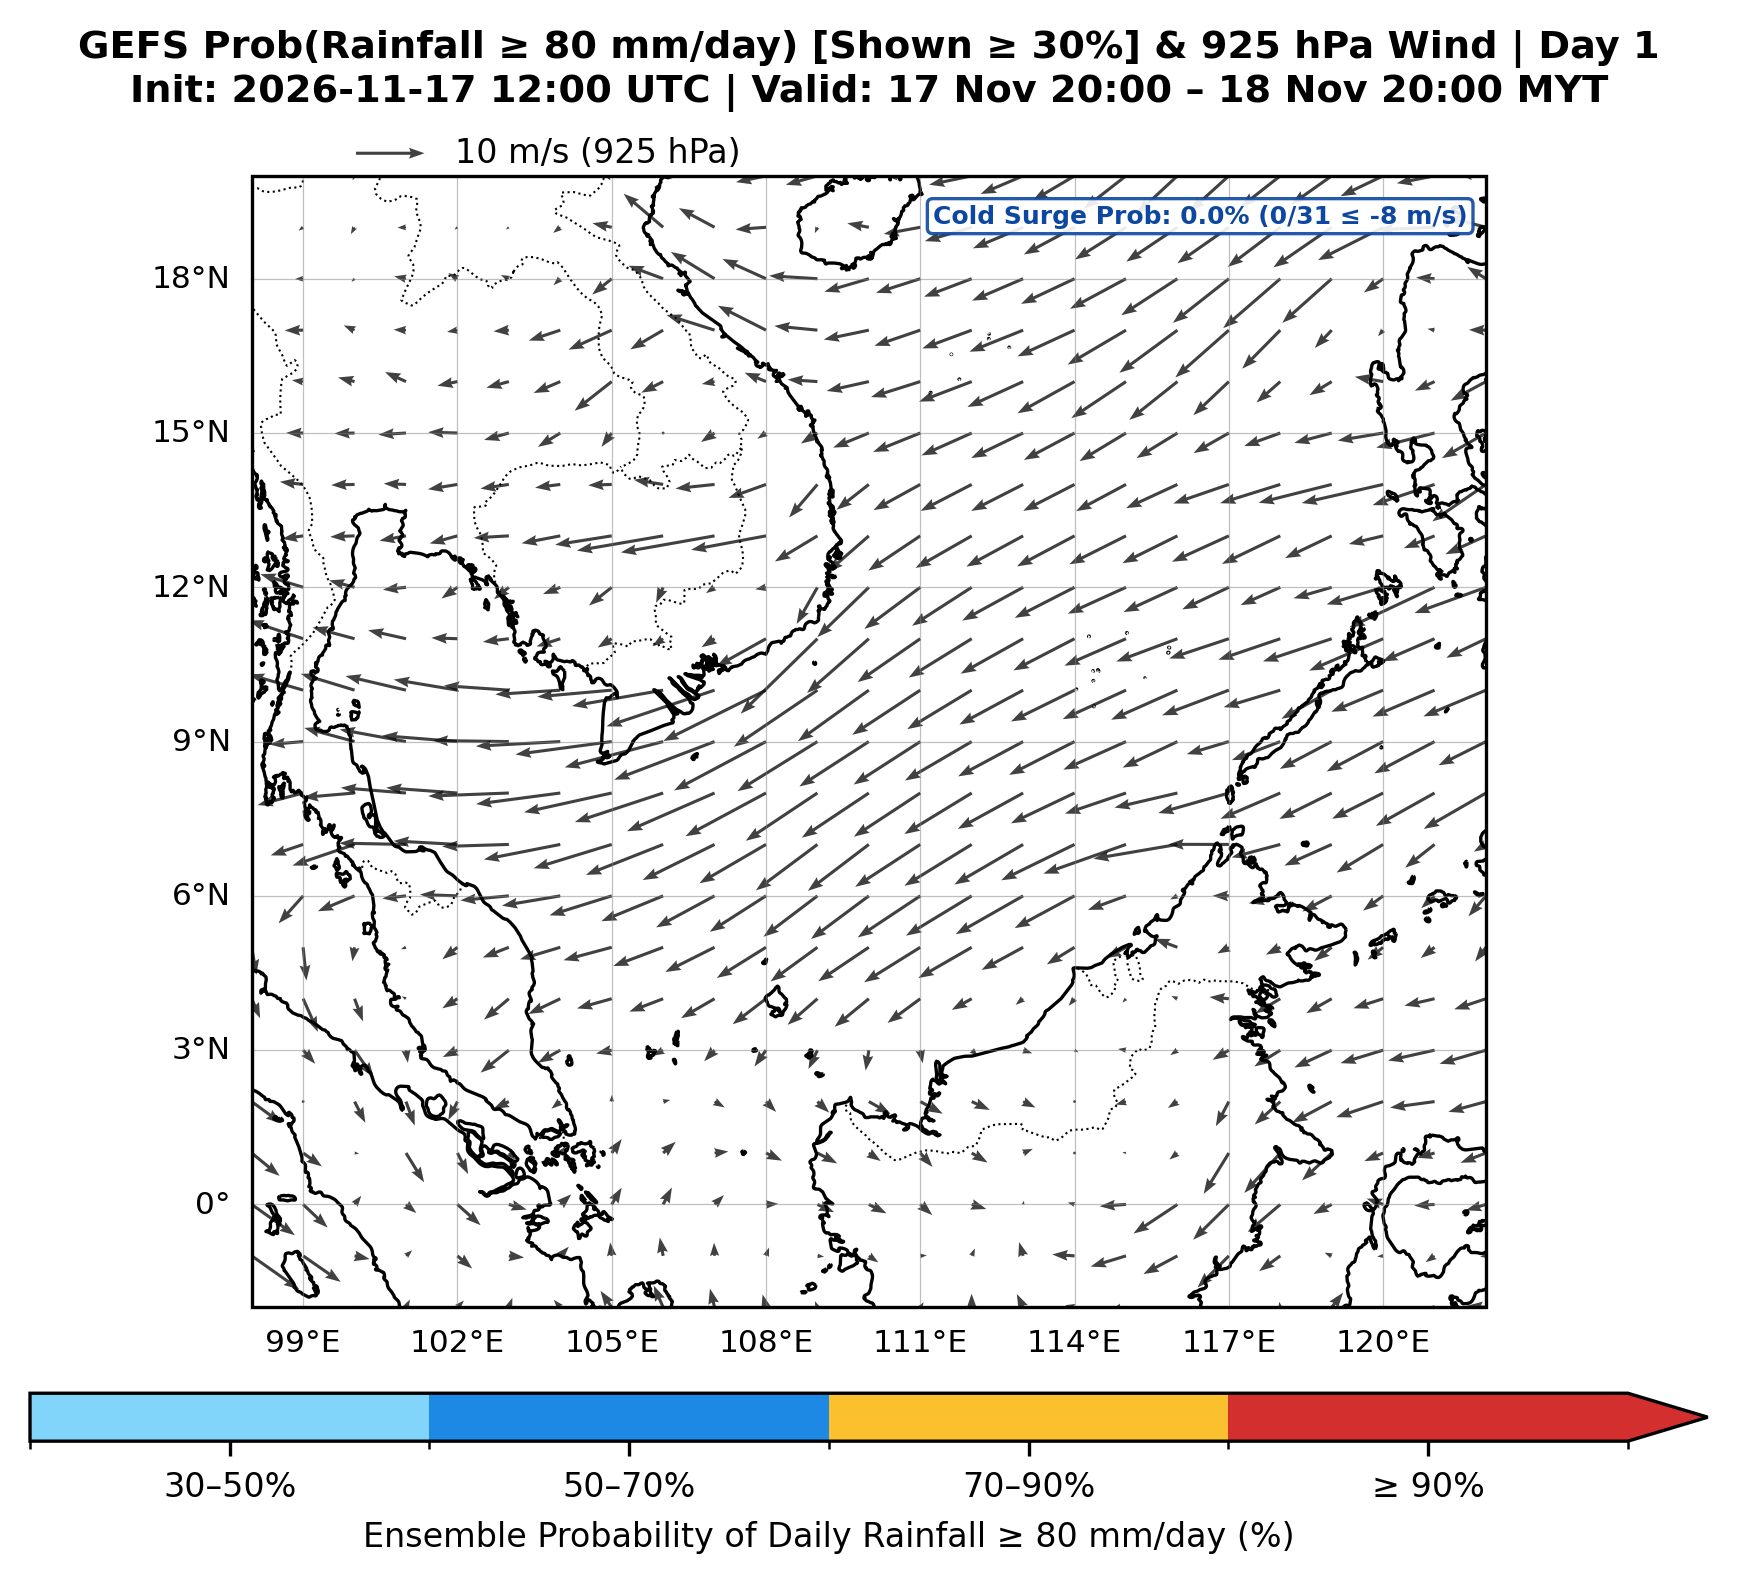 GEFS Prob(Rainfall ≥ 80 mm/day) [Shown ≥ 30%] & 925 hPa Wind | Day 1
Init: 2026-11-17 12:00 UTC | Valid: 17 Nov 20:00 – 18 Nov 20:00 MYT
10 m/s (925 hPa)
Cold Surge Prob: 0.0% (0/31 ≤ -8 m/s)
18°N
15°N
12°N
9°N
6°N
3°N
0°
99°E 102°E 105°E 108°E 111°E 114°E 117°E 120°E
30–50% 50–70% 70–90% ≥ 90%
Ensemble Probability of Daily Rainfall ≥ 80 mm/day (%)